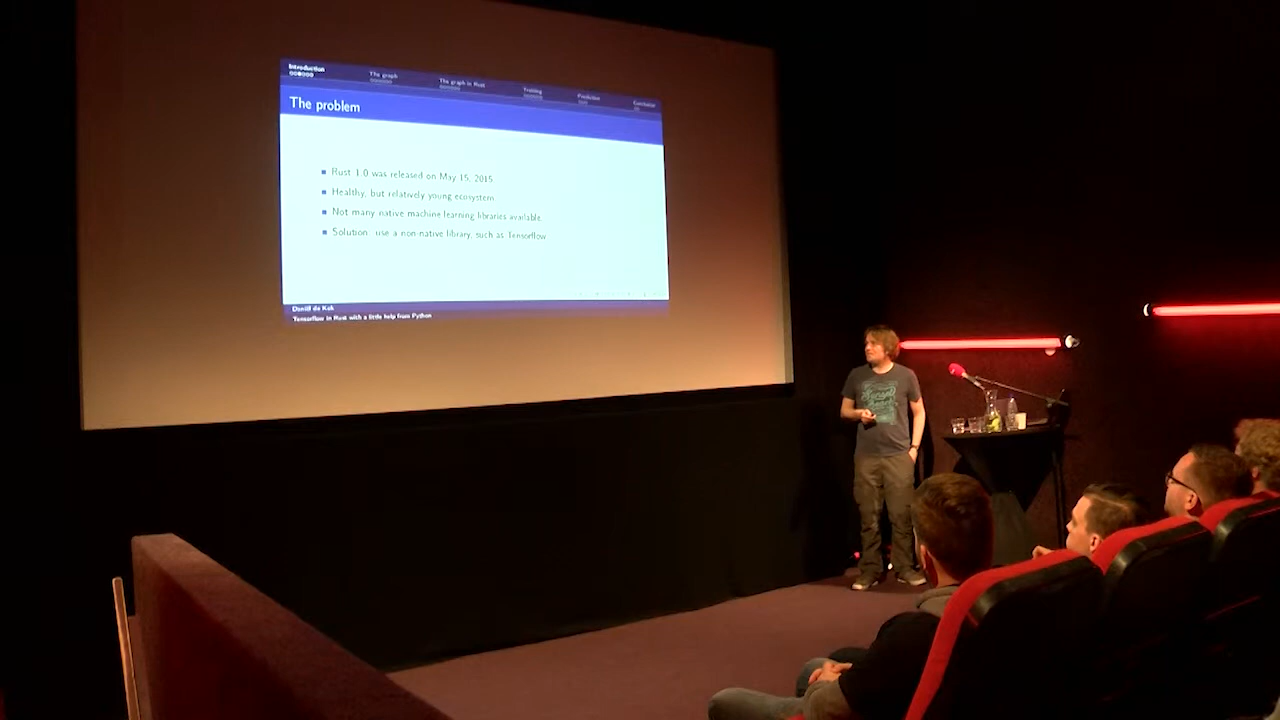 Introduction
The graph
The graph in Rust
Training
Prediction
Conclusion
The problem
Rust 1.0 was released on May 15, 2015
Healthy, but relatively young ecosystem
Not many native machine learning libraries available
Solution: use a non-native library, such as Tensorflow
Daniël de Kok
Tensorflow in Rust with a little help from Python